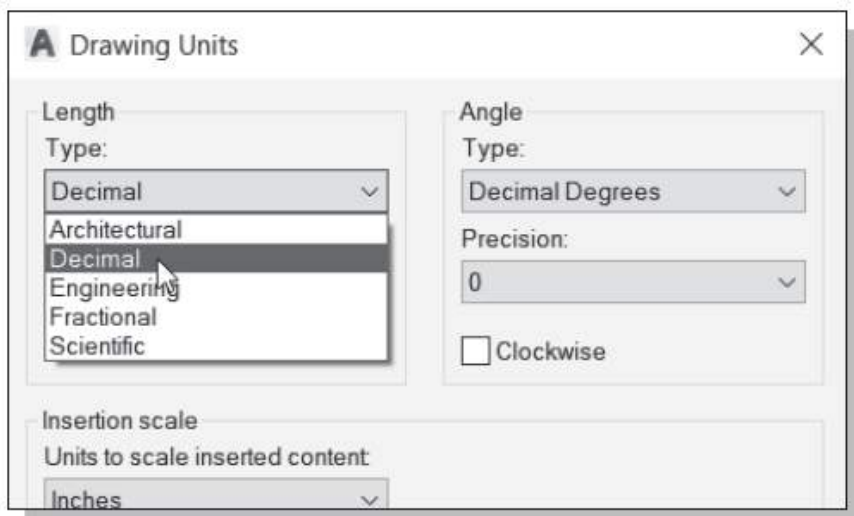 Drawing Units
Length
Type:
Decimal
Architectural
Decimal
Engineering
Fractional
Scientific
Angle
Type:
Decimal Degrees
Precision:
0
Clockwise
Insertion scale
Units to scale inserted content:
Inches